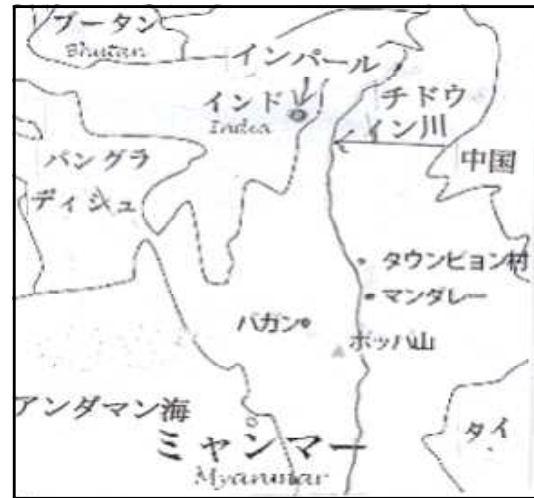 ブータン
Bhutan
インパール
インド
India
チドウ
イン川
中国
バングラ
ディシュ
タウンビョン村
マンダレー
バガン
ポッパ山
アンダマン海
ミャンマー
Myanmar
タイ